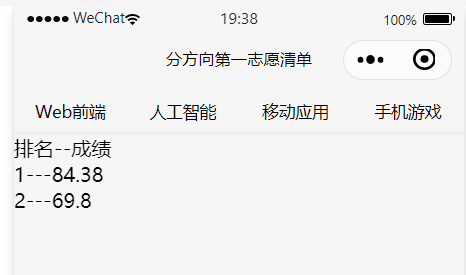 WeChat 19:38 100%
分方向第一志愿清单
Web前端 人工智能 移动应用 手机游戏
排名--成绩
1---84.38
2---69.8